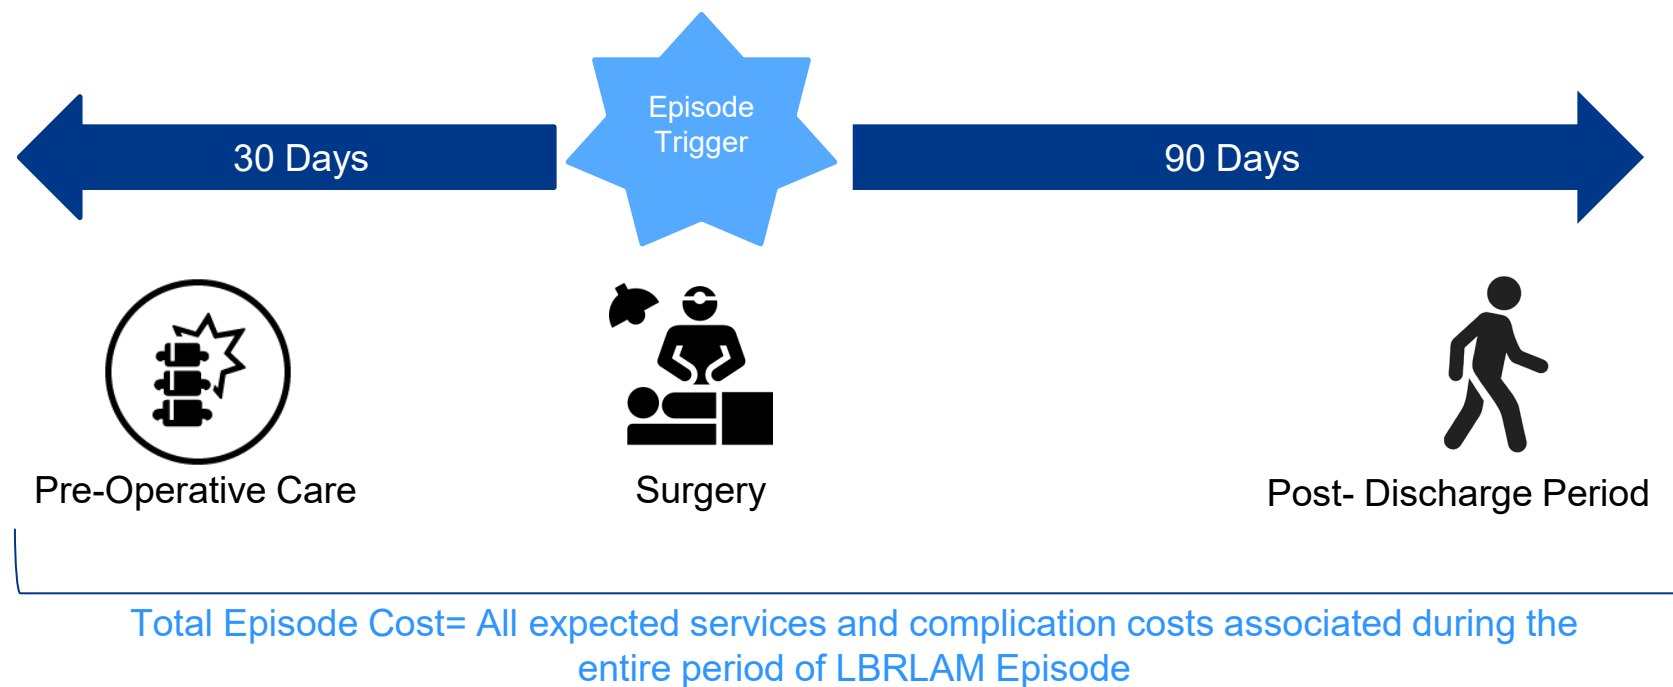 Episode
Trigger
30 Days
90 Days
Pre-Operative Care
Surgery
Post- Discharge Period
Total Episode Cost= All expected services and complication costs associated during the
entire period of LBRLAM Episode